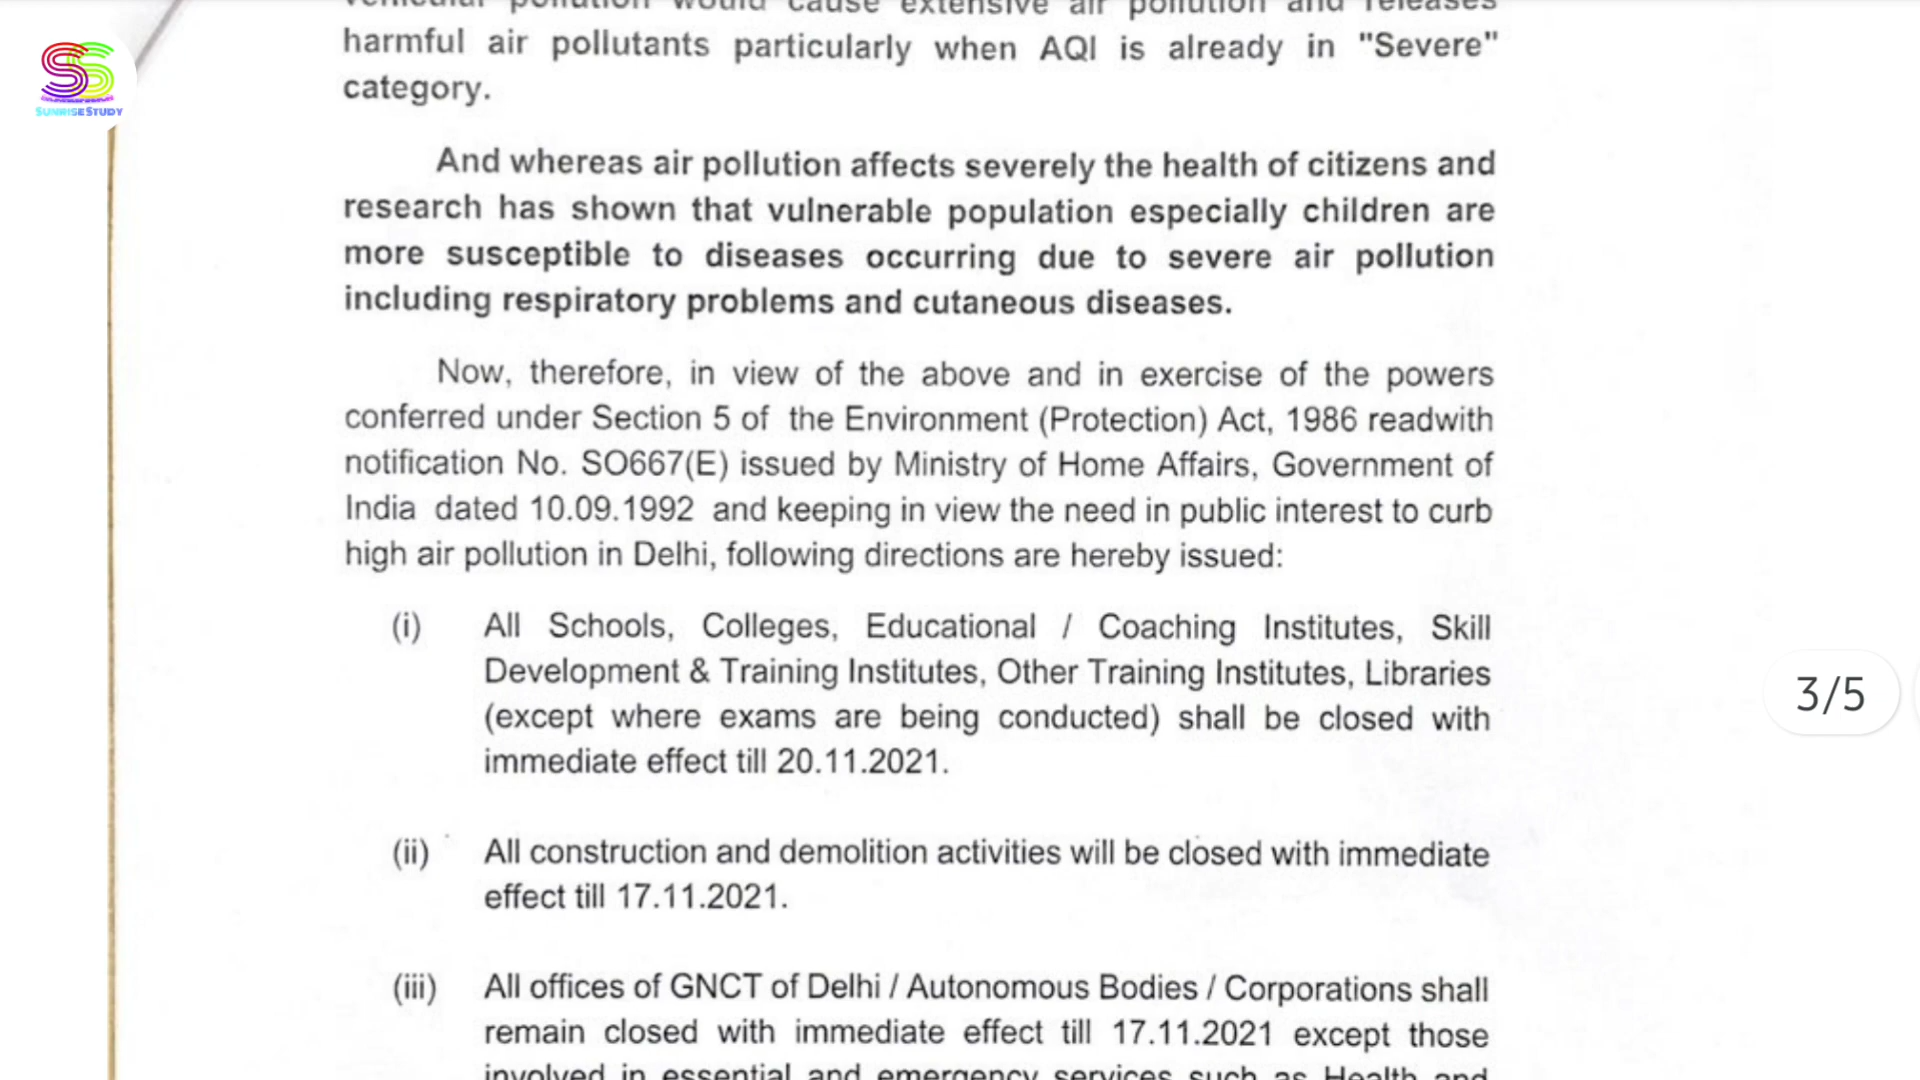 vehicular pollution would cause extensive air pollution and releases
harmful air pollutants particularly when AQI is already in "Severe"
category.
SS
SUNRISESTUDY
And whereas air pollution affects severely the health of citizens and
research has shown that vulnerable population especially children are
more susceptible to diseases occurring due to severe air pollution
including respiratory problems and cutaneous diseases.
Now, therefore, in view of the above and in exercise of the powers
conferred under Section 5 of the Environment (Protection) Act, 1986 readwith
notification No. SO667(E) issued by Ministry of Home Affairs, Government of
India dated 10.09.1992 and keeping in view the need in public interest to curb
high air pollution in Delhi, following directions are hereby issued:
(i) All Schools, Colleges, Educational / Coaching Institutes, Skill
Development & Training Institutes, Other Training Institutes, Libraries
(except where exams are being conducted) shall be closed with
immediate effect till 20.11.2021.
3/5
(ii) All construction and demolition activities will be closed with immediate
effect till 17.11.2021.
(iii) All offices of GNCT of Delhi / Autonomous Bodies / Corporations shall
remain closed with immediate effect till 17.11.2021 except those
involved in essential and emergency services such as Health and